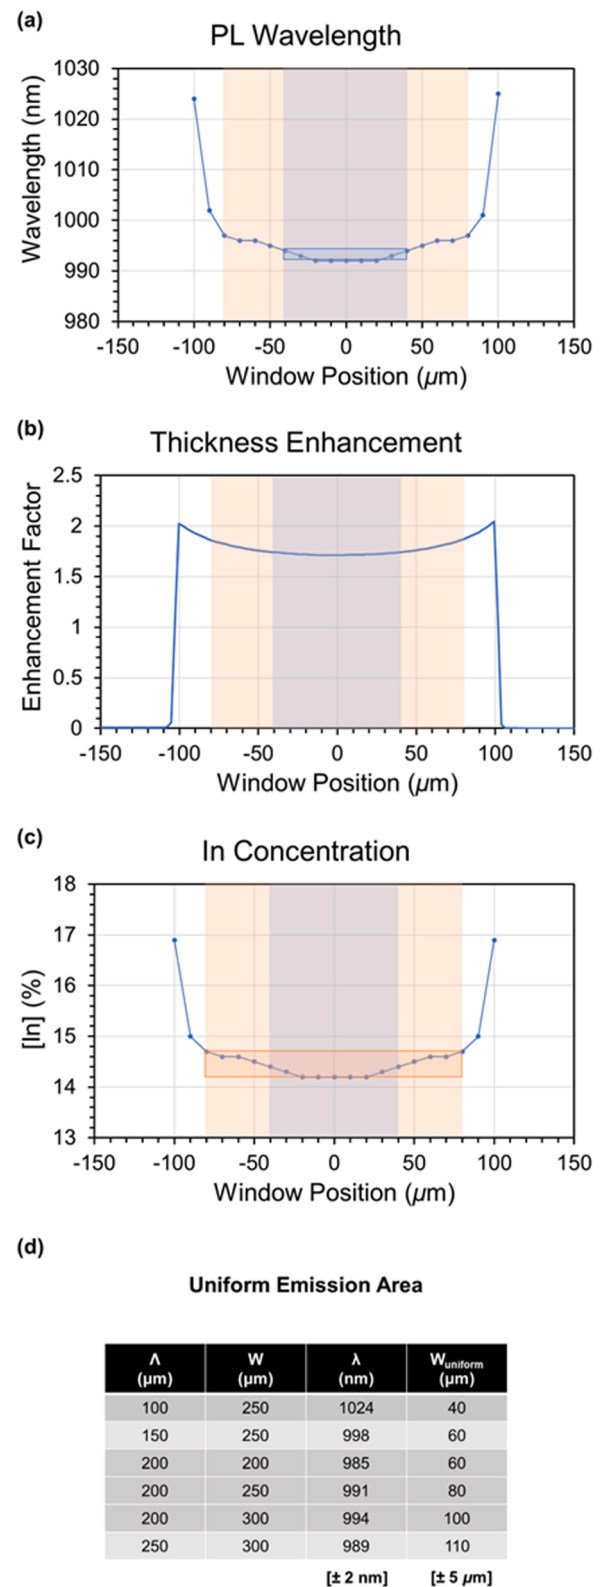 (a)
PL Wavelength
Wavelength (nm)
1030
1020
1010
1000
990
980
-150 -100 -50 0 50 100 150
Window Position (µm)
(b)
Thickness Enhancement
Enhancement Factor
2.5
2
1.5
1
0.5
0
-150 -100 -50 0 50 100 150
Window Position (µm)
(c)
In Concentration
[In] (%)
18
17
16
15
14
13
-150 -100 -50 0 50 100 150
Window Position (µm)
(d)
Uniform Emission Area
Λ W λ Wuniform
(µm) (µm) (nm) (µm)
100 250 1024 40
150 250 998 60
200 200 985 60
200 250 991 80
200 300 994 100
250 300 989 110
[± 2 nm] [± 5 µm]